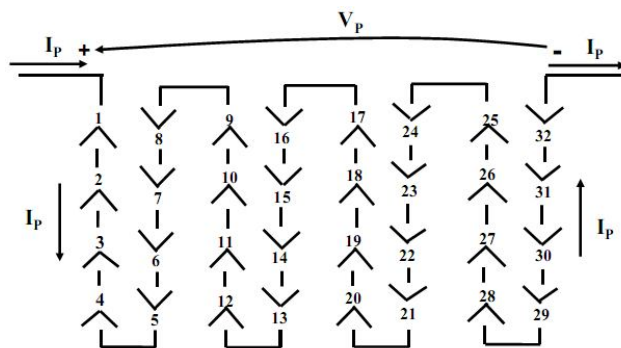 V_P
I_P + - I_P
1 8 9 16 17 24 25 32
2 7 10 15 18 23 26 31
I_P I_P
3 6 11 14 19 22 27 30
4 5 12 13 20 21 28 29